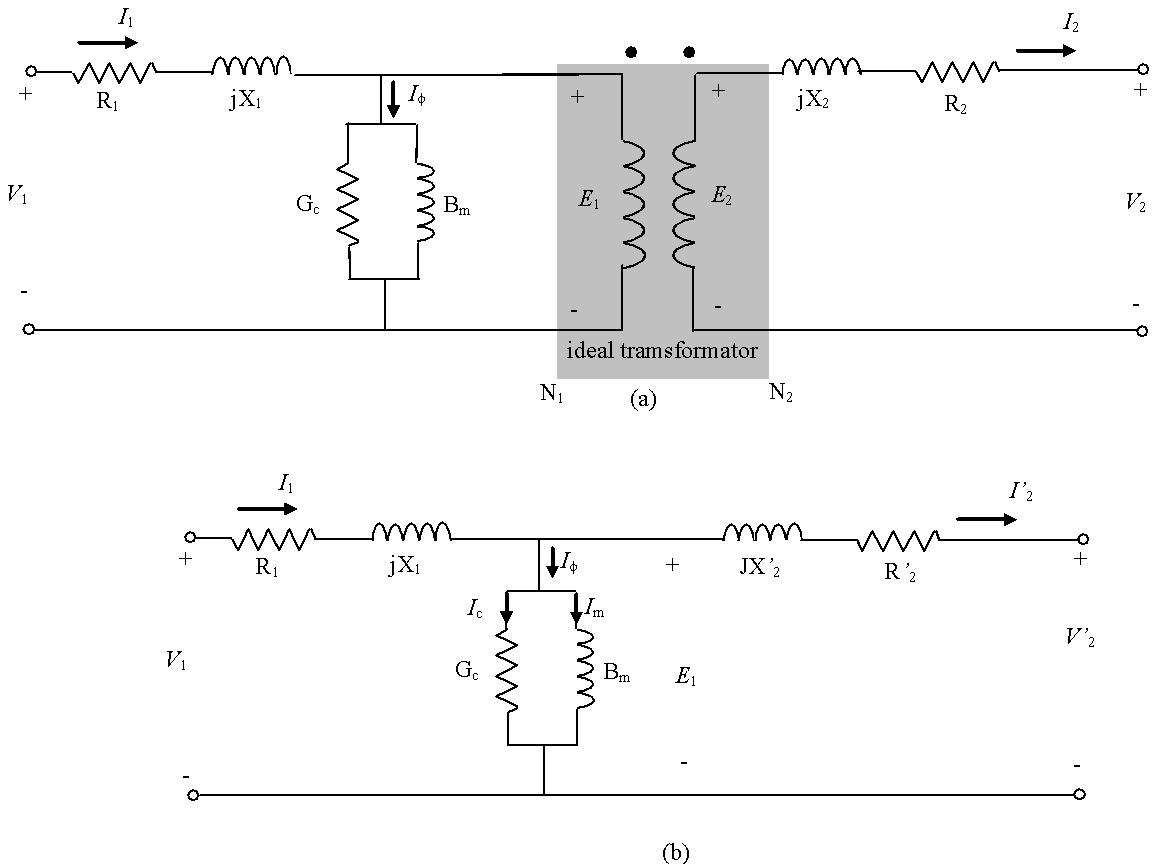 I1
I2
+ R1 jX1 Iϕ + + jX2 R2 +
V1 Gc Bm E1 E2 V2
- - - -
ideal tramsformator
N1 (a) N2
I1
I’2
+ R1 jX1 Iϕ + JX’2 R’2 +
Ic Im
V1 Gc Bm E1 V’2
- - -
(b)